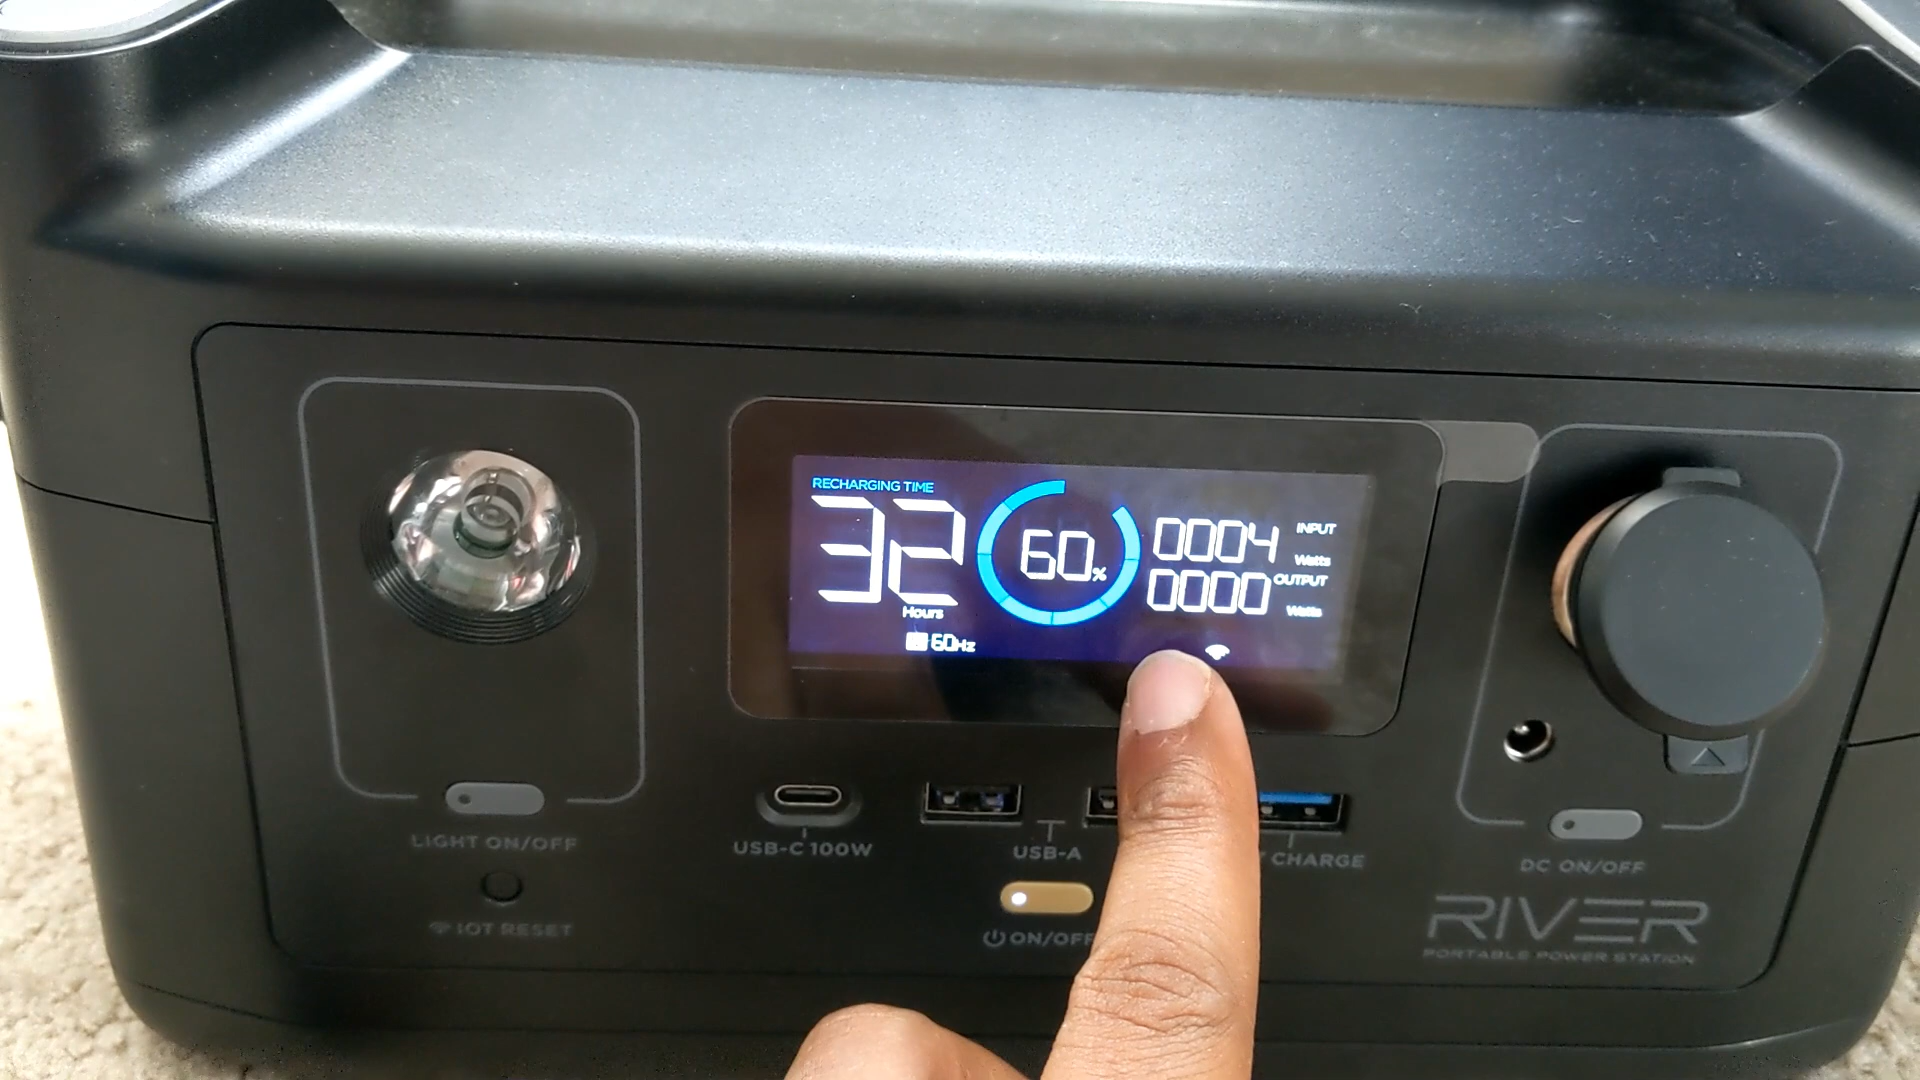 RECHARGING TIME
32
Hours
60%
0004 INPUT
Watts
0000 OUTPUT
Watts
60Hz
LIGHT ON/OFF
IOT RESET
USB-C 100W
USB-A
CHARGE
ON/OFF
DC ON/OFF
RIVER
PORTABLE POWER STATION